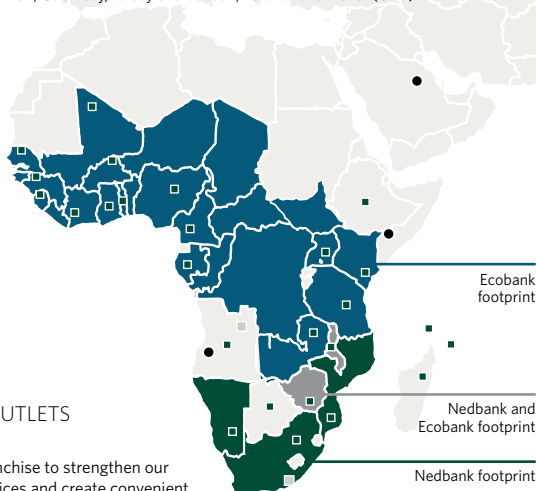 Ecobank
footprint
Nedbank and
Ecobank footprint
Nedbank footprint
UTLETS
nchise to strengthen our
ices and create convenient